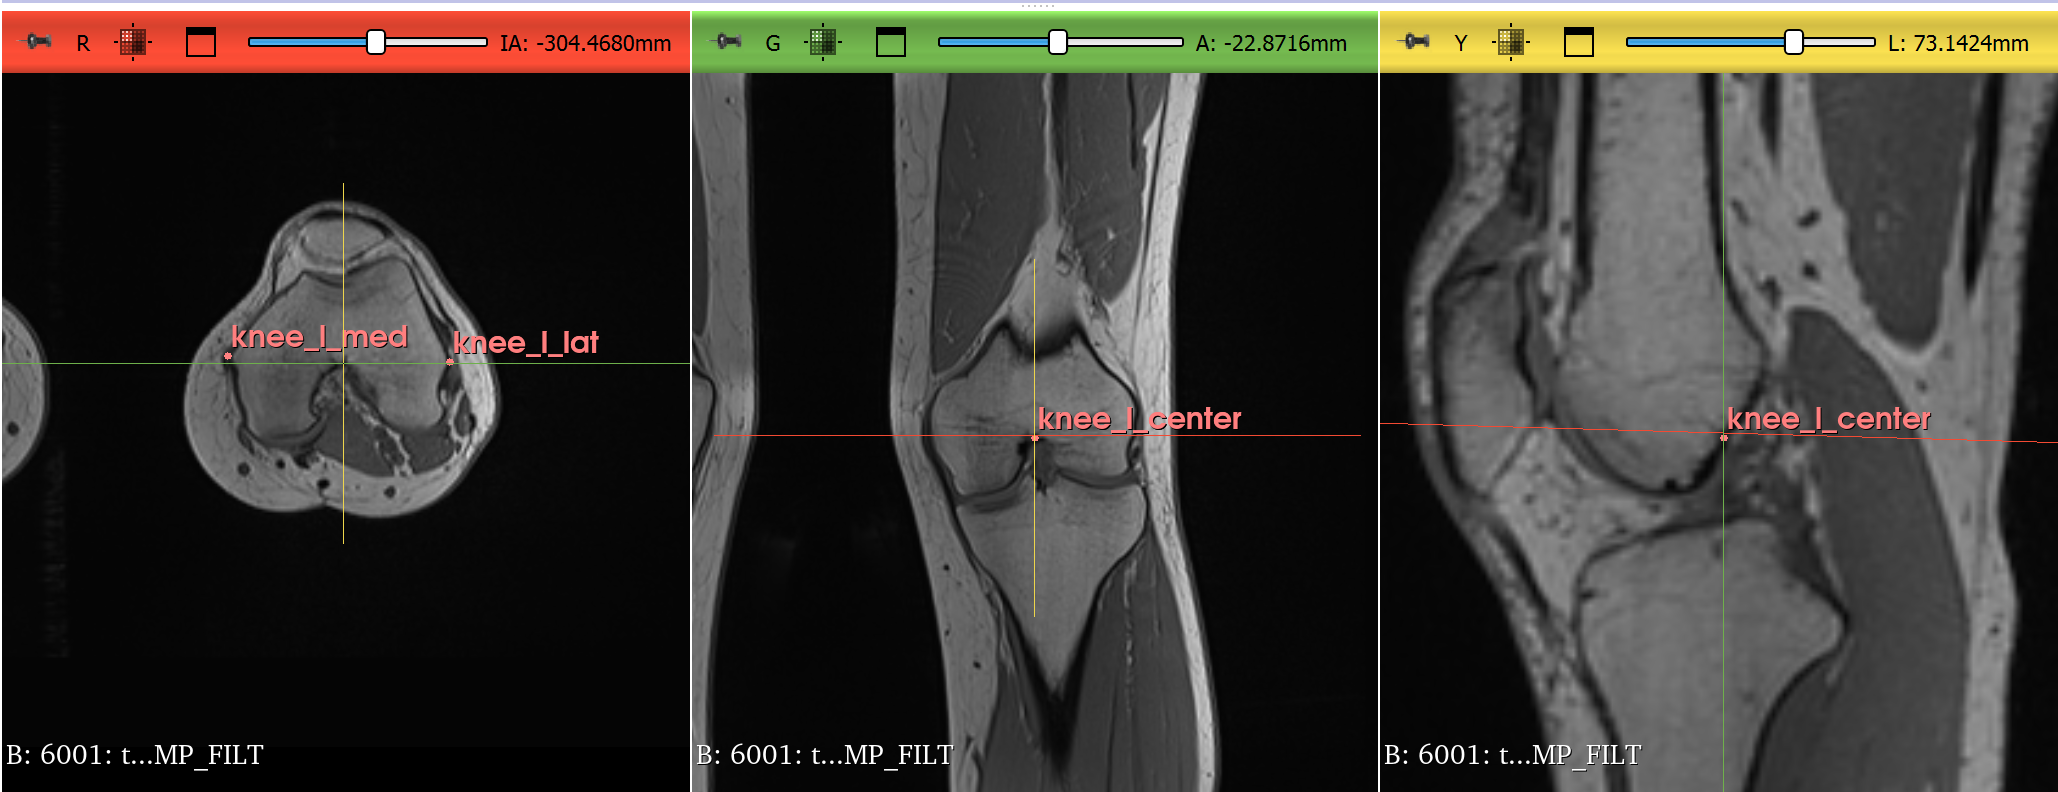 R IA: -304.4680mm
G A: -22.8716mm
Y L: 73.1424mm
knee_l_med
knee_l_lat
knee_l_center
knee_l_center
B: 6001: t...MP_FILT
B: 6001: t...MP_FILT
B: 6001: t...MP_FILT